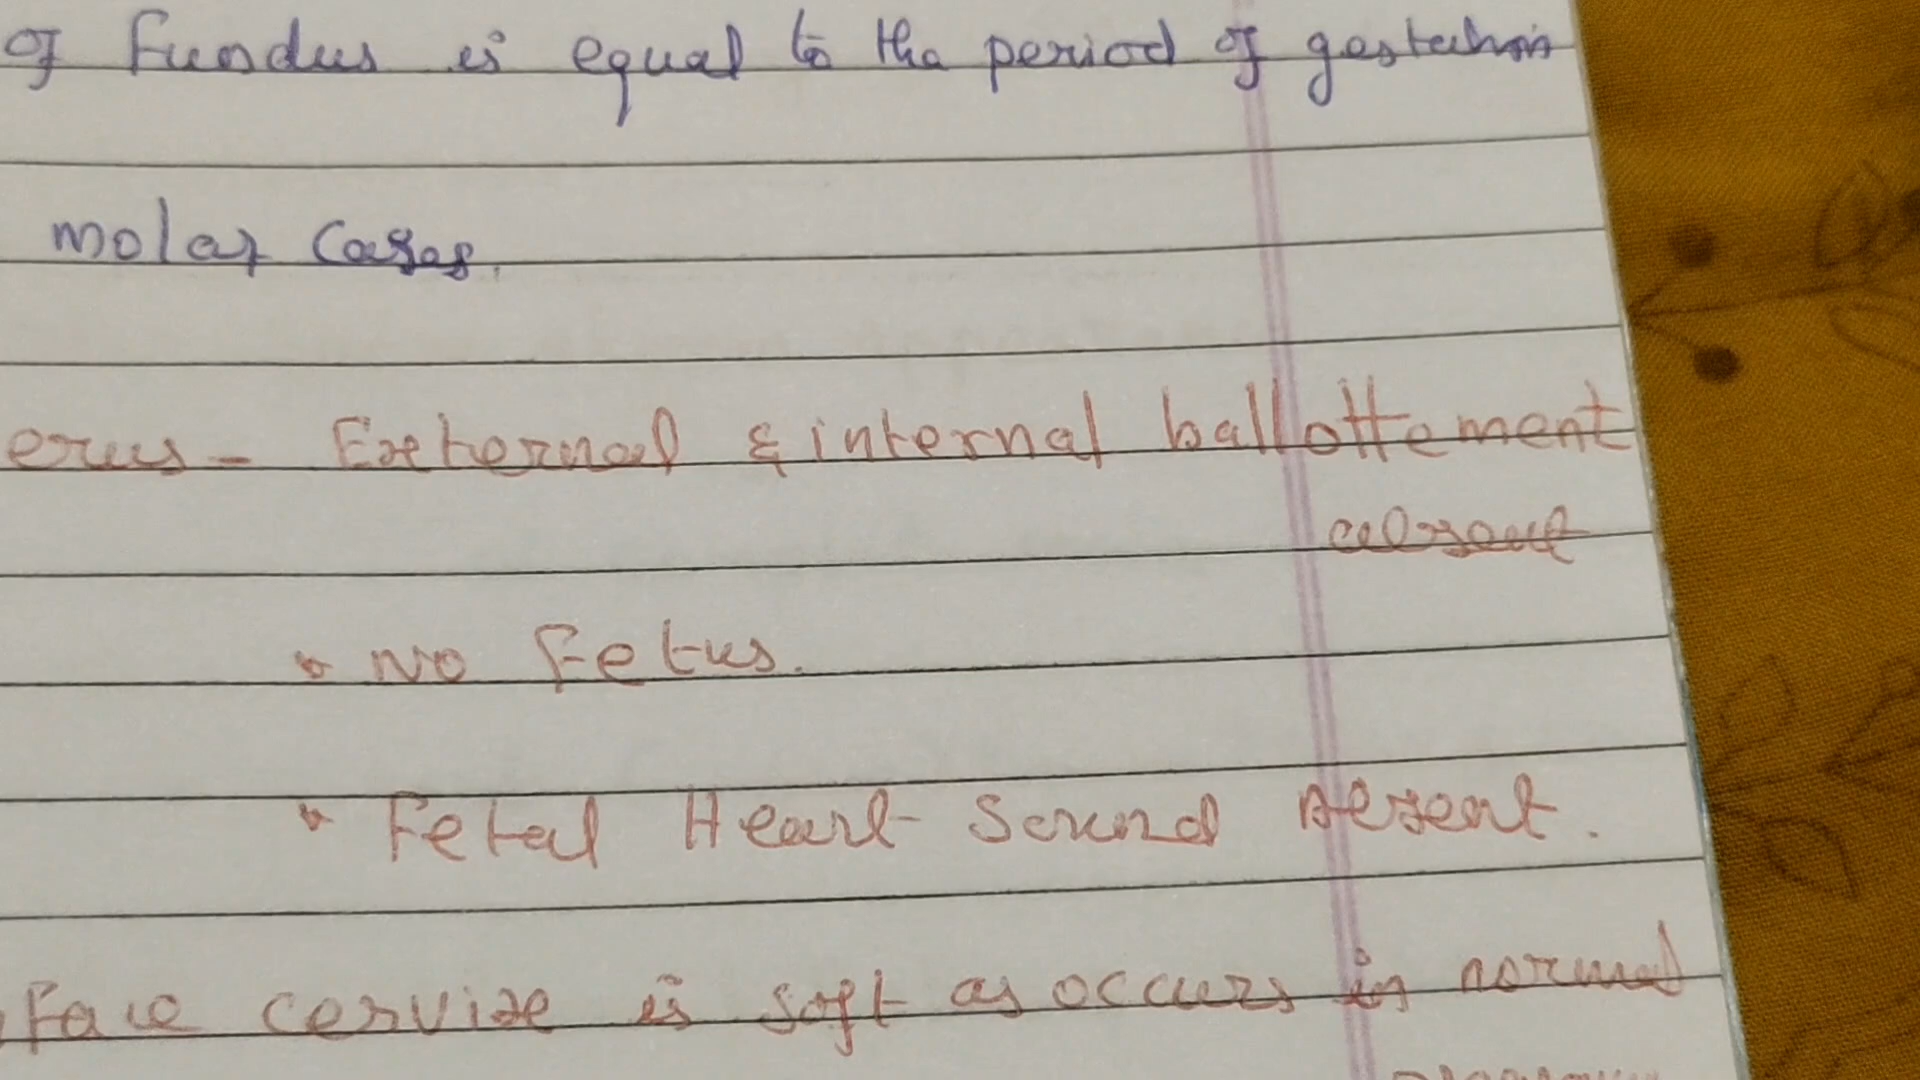 of Fundus is equal to the period of gestation
molar Cases.
erus - External & internal ballottement
absent
* No Fetus.
* Fetal Heart Sound Absent.
Face cervix is soft as occurs in normal